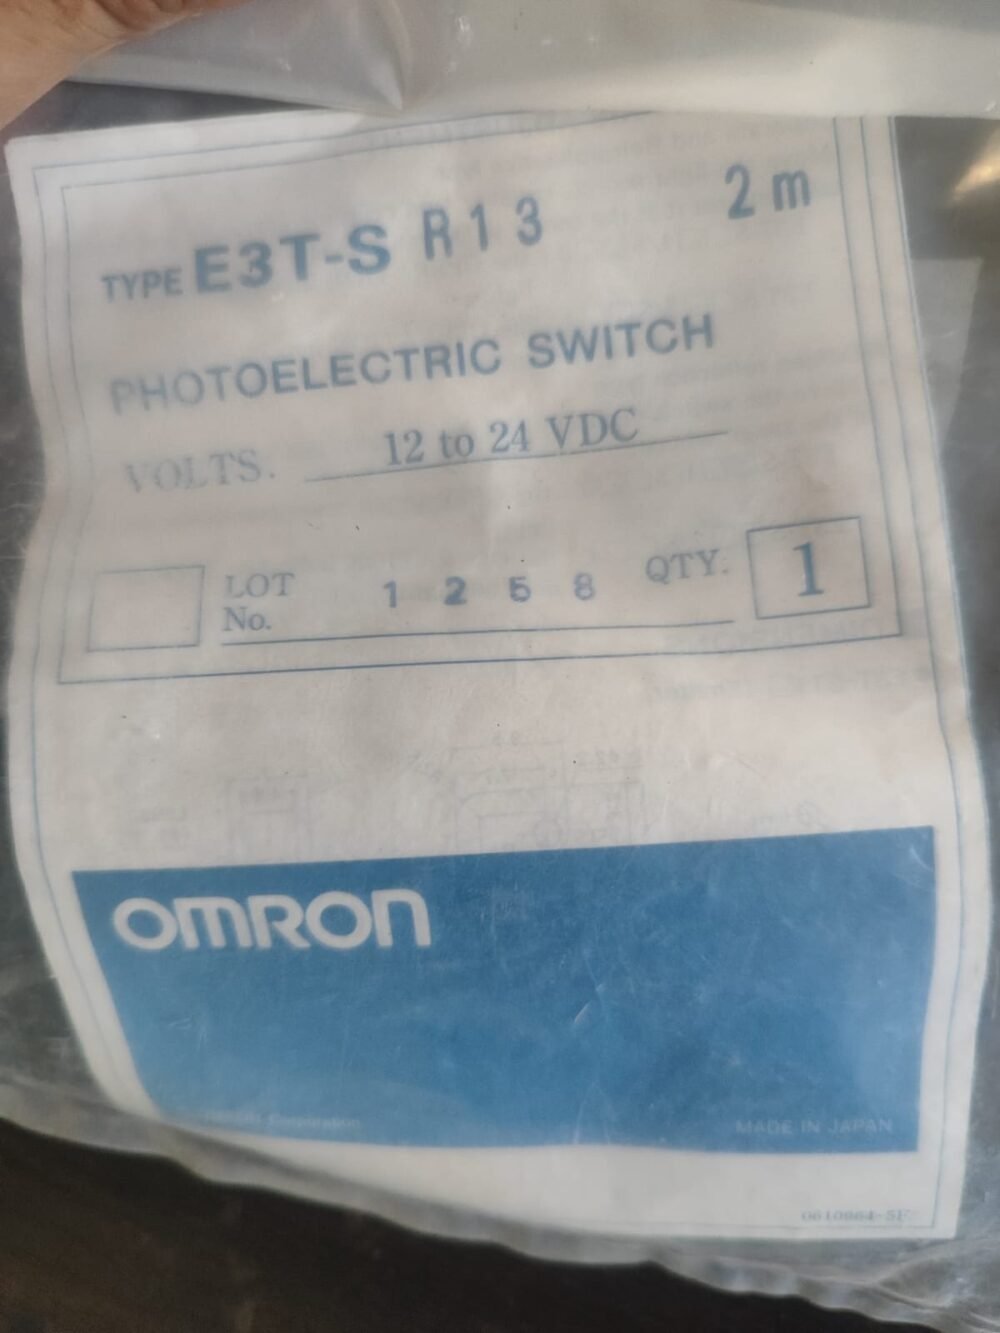 TYPE E3T-S R13 2m
PHOTOELECTRIC SWITCH
VOLTS. 12 to 24 VDC
LOT No. 1 2 5 8 QTY. 1
OMRON
Corporation
MADE IN JAPAN